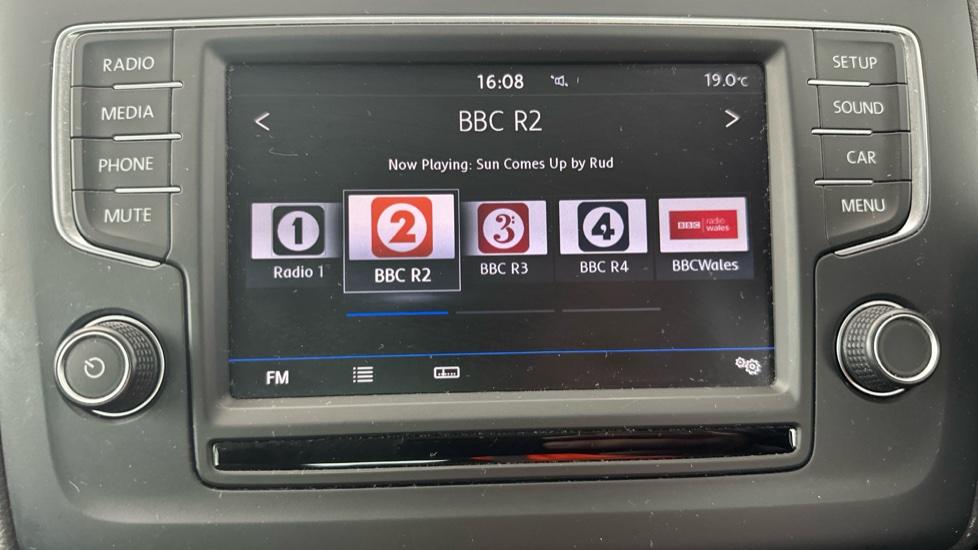 RADIO
MEDIA
PHONE
MUTE
16:08
19.0°C
< BBC R2 >
Now Playing: Sun Comes Up by Rud
1
2
3:
4
BBC radio wales
Radio 1
BBC R2
BBC R3
BBC R4
BBCWales
FM
SETUP
SOUND
CAR
MENU